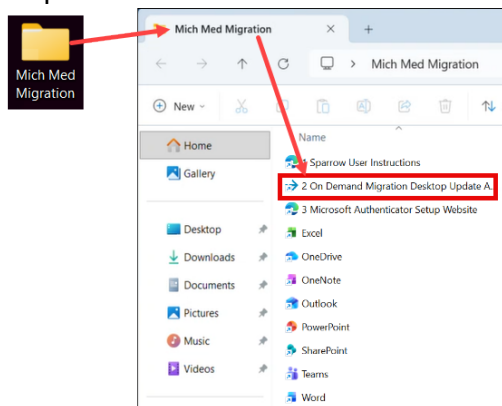 Mich Med
Migration
Mich Med Migration
Mich Med Migration
New
Name
Home
Gallery
Desktop
Downloads
Documents
Pictures
Music
Videos
Sparrow User Instructions
2 On Demand Migration Desktop Update A...
3 Microsoft Authenticator Setup Website
Excel
OneDrive
OneNote
Outlook
PowerPoint
SharePoint
Teams
Word